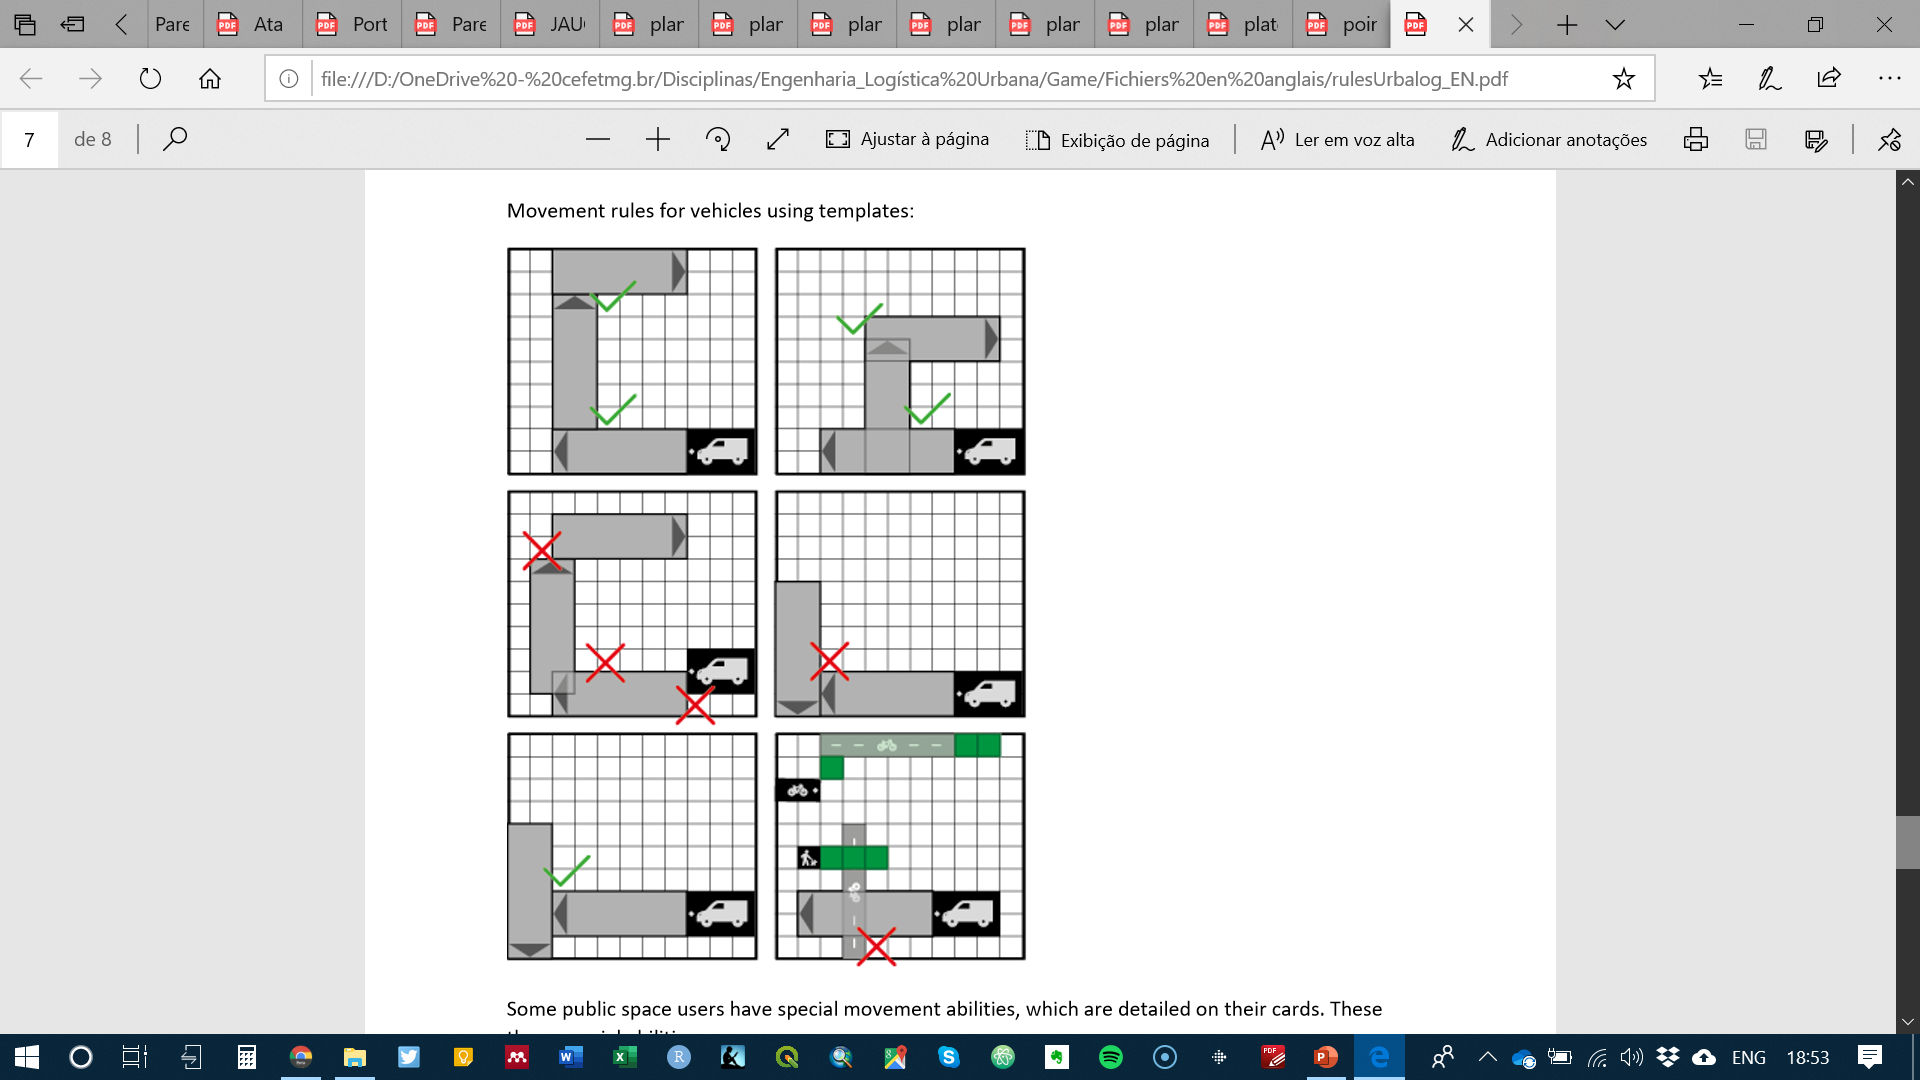 Pare
Ata
Port
Pare
JAU
plar
plar
plar
plar
plar
plar
plat
poir
file:///D:/OneDrive%20-%20cefetmg.br/Disciplinas/Engenharia_Logística%20Urbana/Game/Fichiers%20en%20anglais/rulesUrbalog_EN.pdf
7 de 8
Ajustar à página
Exibição de página
Ler em voz alta
Adicionar anotações
Movement rules for vehicles using templates:
Some public space users have special movement abilities, which are detailed on their cards. These
ENG
18:53